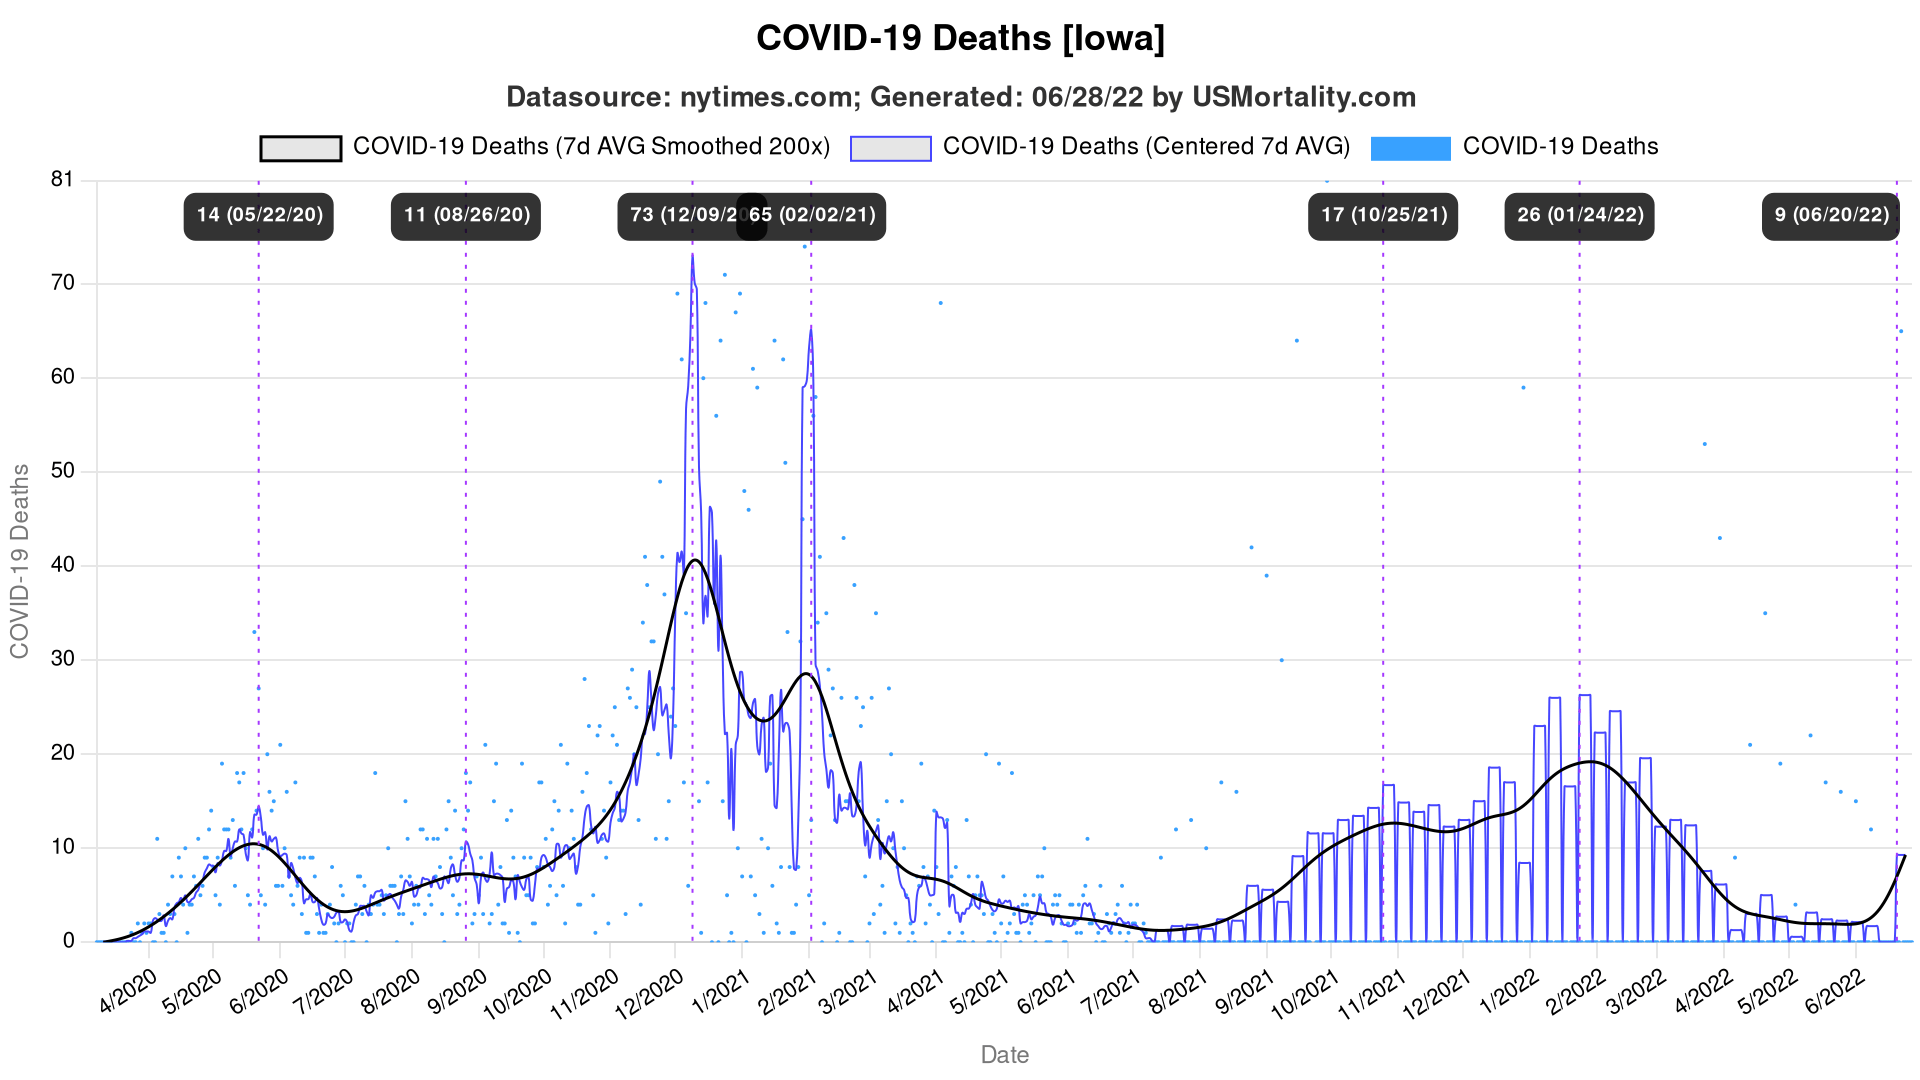 COVID-19 Deaths [Iowa]
Datasource: nytimes.com; Generated: 06/28/22 by USMortality.com
COVID-19 Deaths (7d AVG Smoothed 200x) COVID-19 Deaths (Centered 7d AVG) COVID-19 Deaths
81
14 (05/22/20) 11 (08/26/20) 73 (12/09/20 65 (02/02/21) 17 (10/25/21) 26 (01/24/22) 9 (06/20/22)
70
60
50
40
30
20
10
0
COVID-19 Deaths
4/2020 5/2020 6/2020 7/2020 8/2020 9/2020 10/2020 11/2020 12/2020 1/2021 2/2021 3/2021 4/2021 5/2021 6/2021 7/2021 8/2021 9/2021 10/2021 11/2021 12/2021 1/2022 2/2022 3/2022 4/2022 5/2022 6/2022
Date